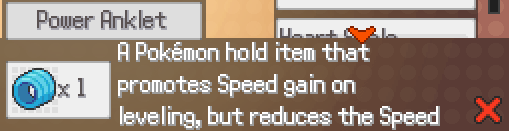 Power Anklet
A Pokémon hold item that
x 1
promotes Speed gain on
leveling, but reduces the Speed